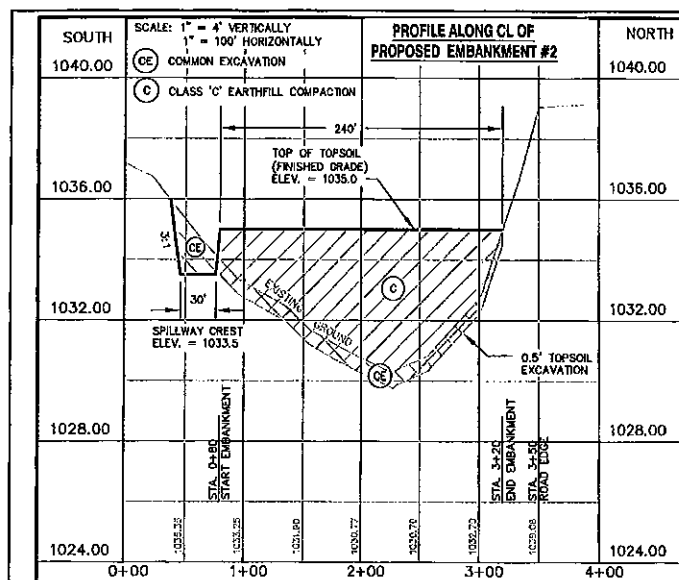 SOUTH
SCALE: 1" = 4' VERTICALLY
1" = 100' HORIZONTALLY
CE COMMON EXCAVATION
C CLASS 'C' EARTHFILL COMPACTION
PROFILE ALONG CL OF
PROPOSED EMBANKMENT #2
NORTH
1040.00
1040.00
240'
TOP OF TOPSOIL
(FINISHED GRADE)
ELEV. = 1035.0
1036.00
1036.00
3:1
CE
C
EXISTING
GROUND
30'
1032.00
1032.00
SPILLWAY CREST
ELEV. = 1033.5
0.5' TOPSOIL
EXCAVATION
CE
1028.00
1028.00
STA. 0+80
START EMBANKMENT
STA. 3+20
END EMBANKMENT
STA. 3+50
ROAD EDGE
1033.25
1031.90
1030.77
1030.70
1032.73
1039.08
1024.00
1024.00
0+00
1+00
2+00
3+00
4+00